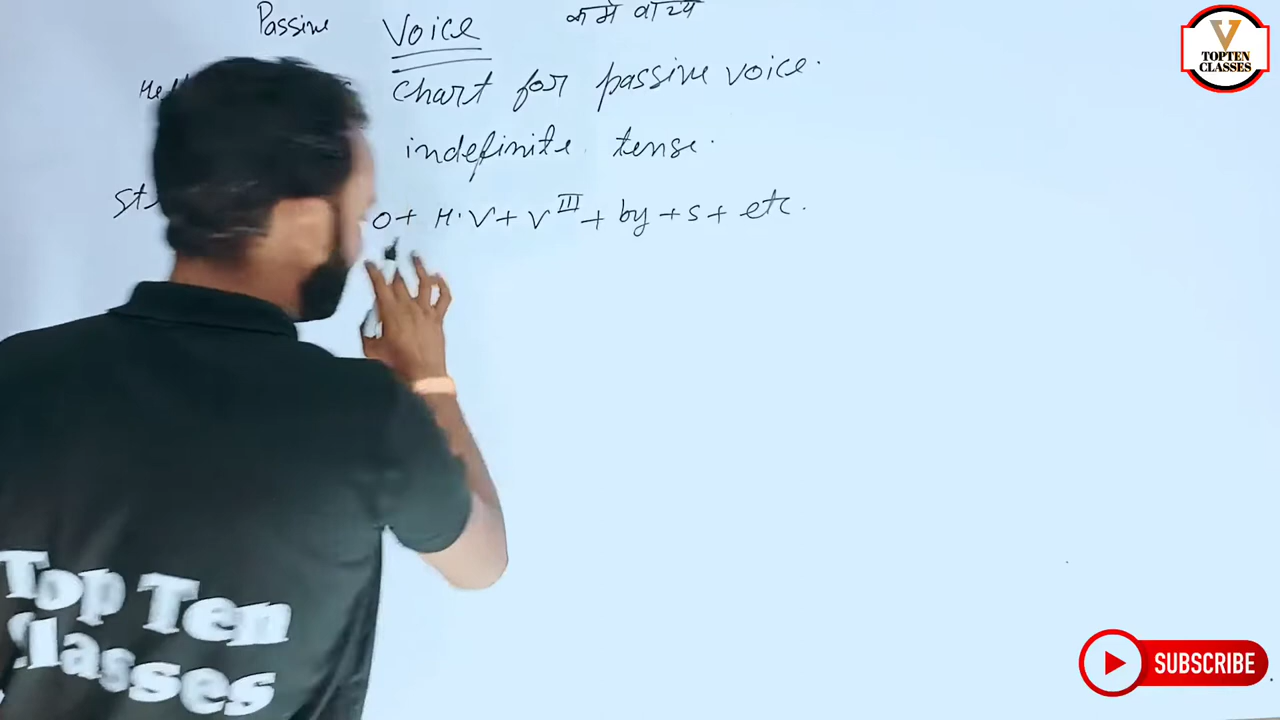 Passive Voice कर्म वाच्य
chart for passive voice.
indefinite tense.
O + H.V + V III + by + S + etc.
Top Ten
Classes
V
TOPTEN
CLASSES
SUBSCRIBE